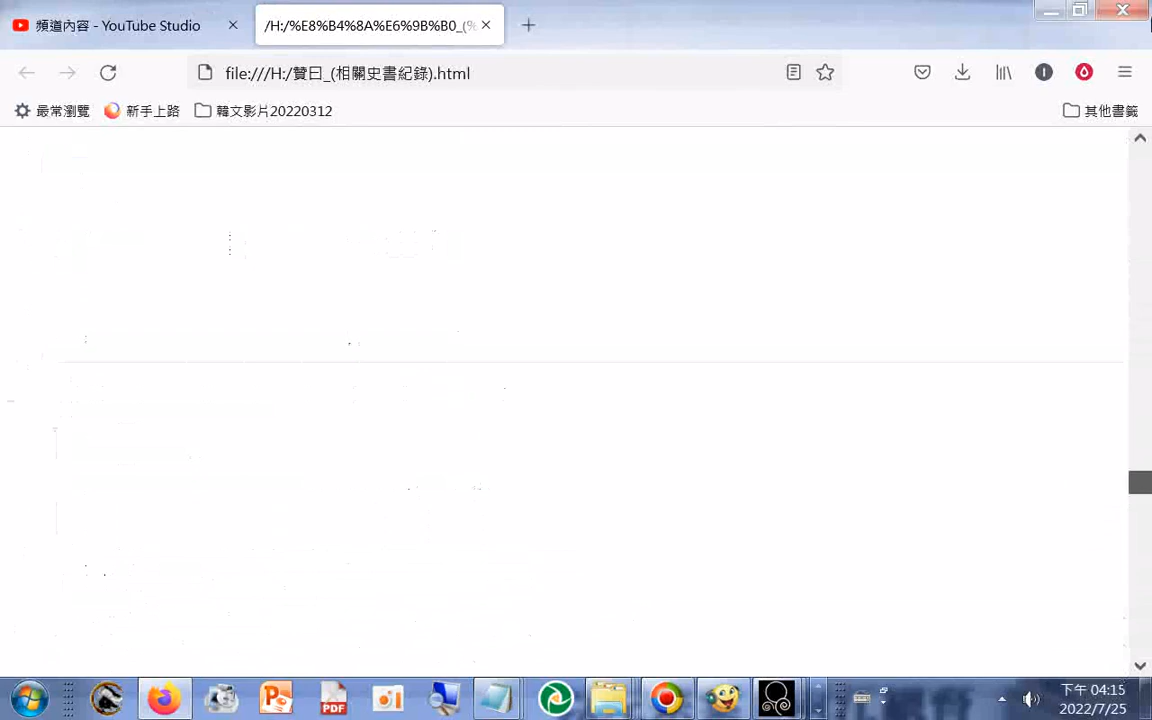 頻道內容 - YouTube Studio
/H:/%E8%B4%8A%E6%9B%B0_(%
file:///H:/贊曰_(相關史書紀錄).html
最常瀏覽
新手上路
韓文影片20220312
其他書籤
下午 04:15
2022/7/25